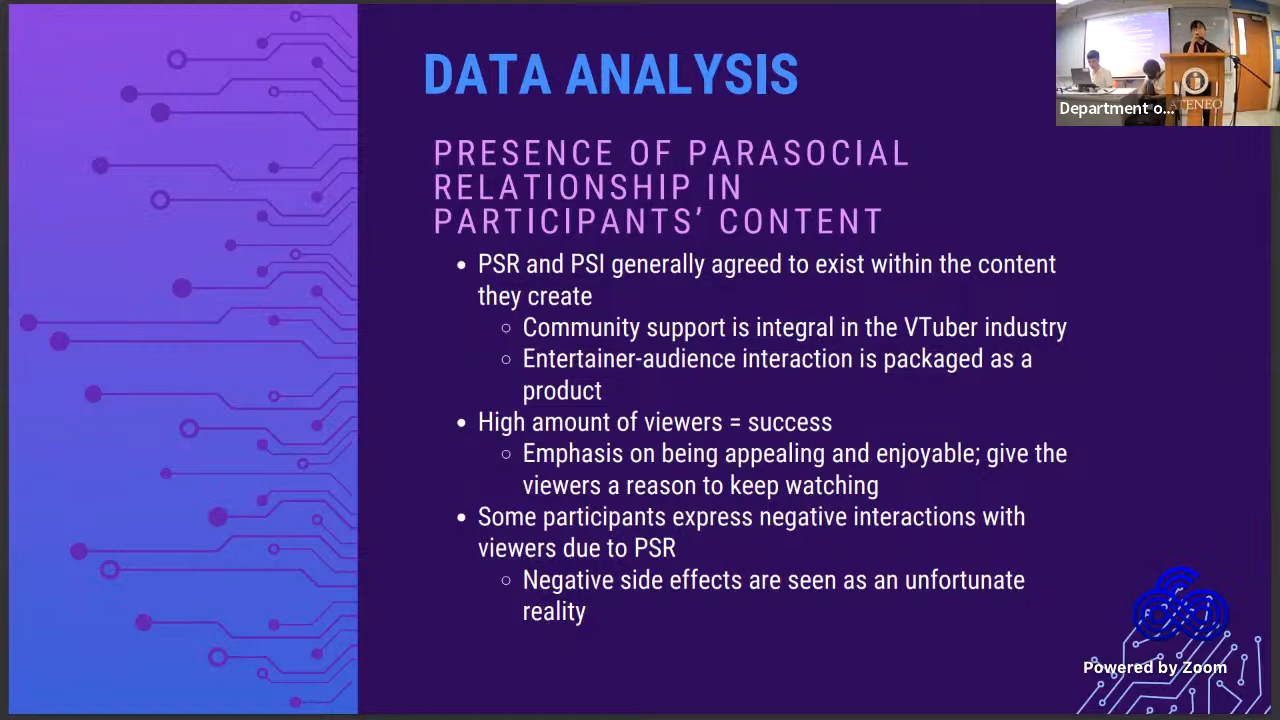 DATA ANALYSIS
PRESENCE OF PARASOCIAL
RELATIONSHIP IN
PARTICIPANTS' CONTENT
• PSR and PSI generally agreed to exist within the content
they create
○ Community support is integral in the VTuber industry
○ Entertainer-audience interaction is packaged as a
product
• High amount of viewers = success
○ Emphasis on being appealing and enjoyable; give the
viewers a reason to keep watching
• Some participants express negative interactions with
viewers due to PSR
○ Negative side effects are seen as an unfortunate
reality
Department o...
ATENEO
Powered by Zoom